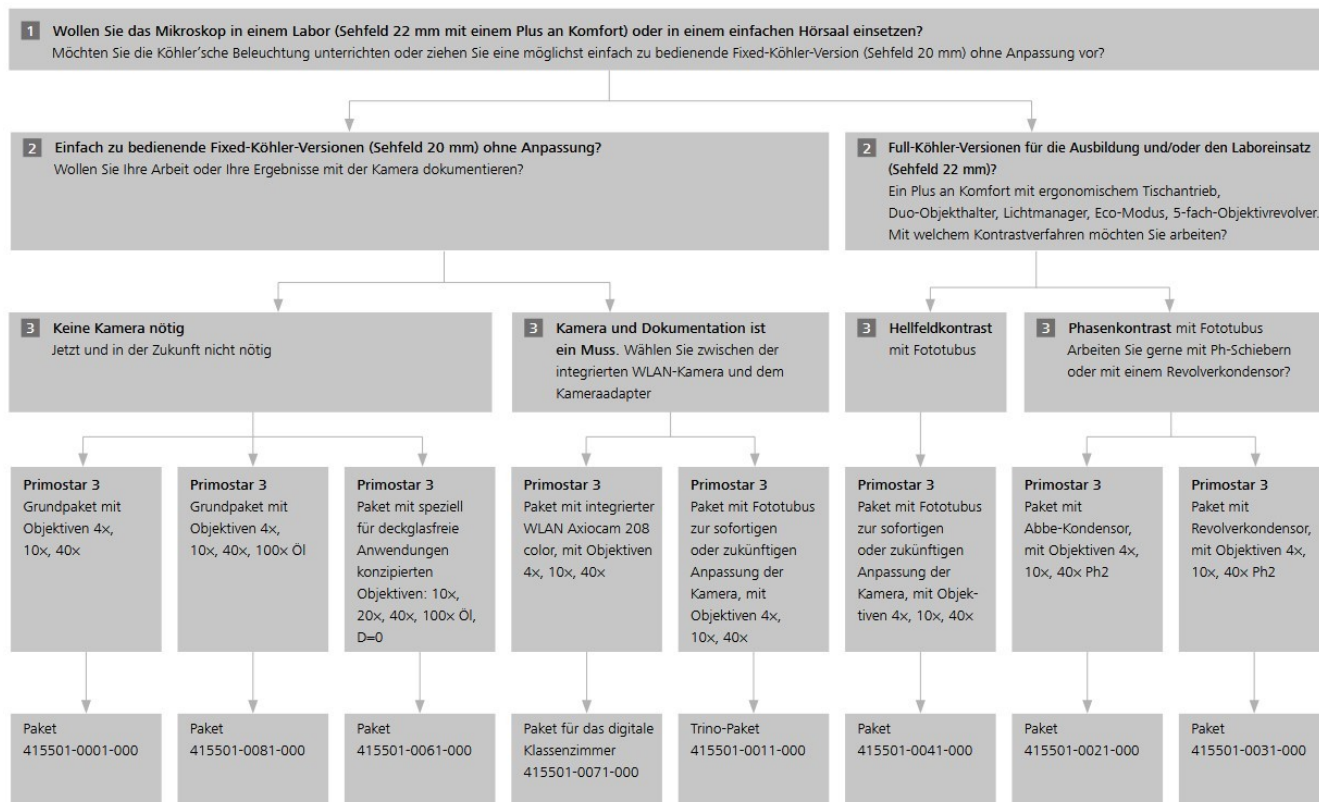 1 Wollen Sie das Mikroskop in einem Labor (Sehfeld 22 mm mit einem Plus an Komfort) oder in einem einfachen Hörsaal einsetzen?
Möchten Sie die Köhler’sche Beleuchtung unterrichten oder ziehen Sie eine möglichst einfach zu bedienende Fixed-Köhler-Version (Sehfeld 20 mm) ohne Anpassung vor?
2 Einfach zu bedienende Fixed-Köhler-Versionen (Sehfeld 20 mm) ohne Anpassung?
Wollen Sie Ihre Arbeit oder Ihre Ergebnisse mit der Kamera dokumentieren?
2 Full-Köhler-Versionen für die Ausbildung und/oder den Laboreinsatz
(Sehfeld 22 mm)?
Ein Plus an Komfort mit ergonomischem Tischantrieb,
Duo-Objekthalter, Lichtmanager, Eco-Modus, 5-fach-Objektivrevolver.
Mit welchem Kontrastverfahren möchten Sie arbeiten?
3 Keine Kamera nötig
Jetzt und in der Zukunft nicht nötig
3 Kamera und Dokumentation ist
ein Muss. Wählen Sie zwischen der
integrierten WLAN-Kamera und dem
Kameraadapter
3 Hellfeldkontrast
mit Fototubus
3 Phasenkontrast mit Fototubus
Arbeiten Sie gerne mit Ph-Schiebern
oder mit einem Revolverkondensor?
Primostar 3
Grundpaket mit
Objektiven 4×,
10×, 40×
Primostar 3
Grundpaket mit
Objektiven 4×,
10×, 40×, 100× Öl
Primostar 3
Paket mit speziell
für deckglasfreie
Anwendungen
konzipierten
Objektiven: 10×,
20×, 40×, 100× Öl,
D=0
Primostar 3
Paket mit integrierter
WLAN Axiocam 208
color, mit Objektiven
4×, 10×, 40×
Primostar 3
Paket mit Fototubus
zur sofortigen
oder zukünftigen
Anpassung der
Kamera, mit
Objektiven 4×,
10×, 40×
Primostar 3
Paket mit Fototubus
zur sofortigen
oder zukünftigen
Anpassung der
Kamera, mit Objek-
tiven 4×, 10×, 40×
Primostar 3
Paket mit
Abbe-Kondensor,
mit Objektiven 4×,
10×, 40× Ph2
Primostar 3
Paket mit
Revolverkondensor,
mit Objektiven 4×,
10×, 40× Ph2
Paket
415501-0001-000
Paket
415501-0081-000
Paket
415501-0061-000
Paket für das digitale
Klassenzimmer
415501-0071-000
Trino-Paket
415501-0011-000
Paket
415501-0041-000
Paket
415501-0021-000
Paket
415501-0031-000